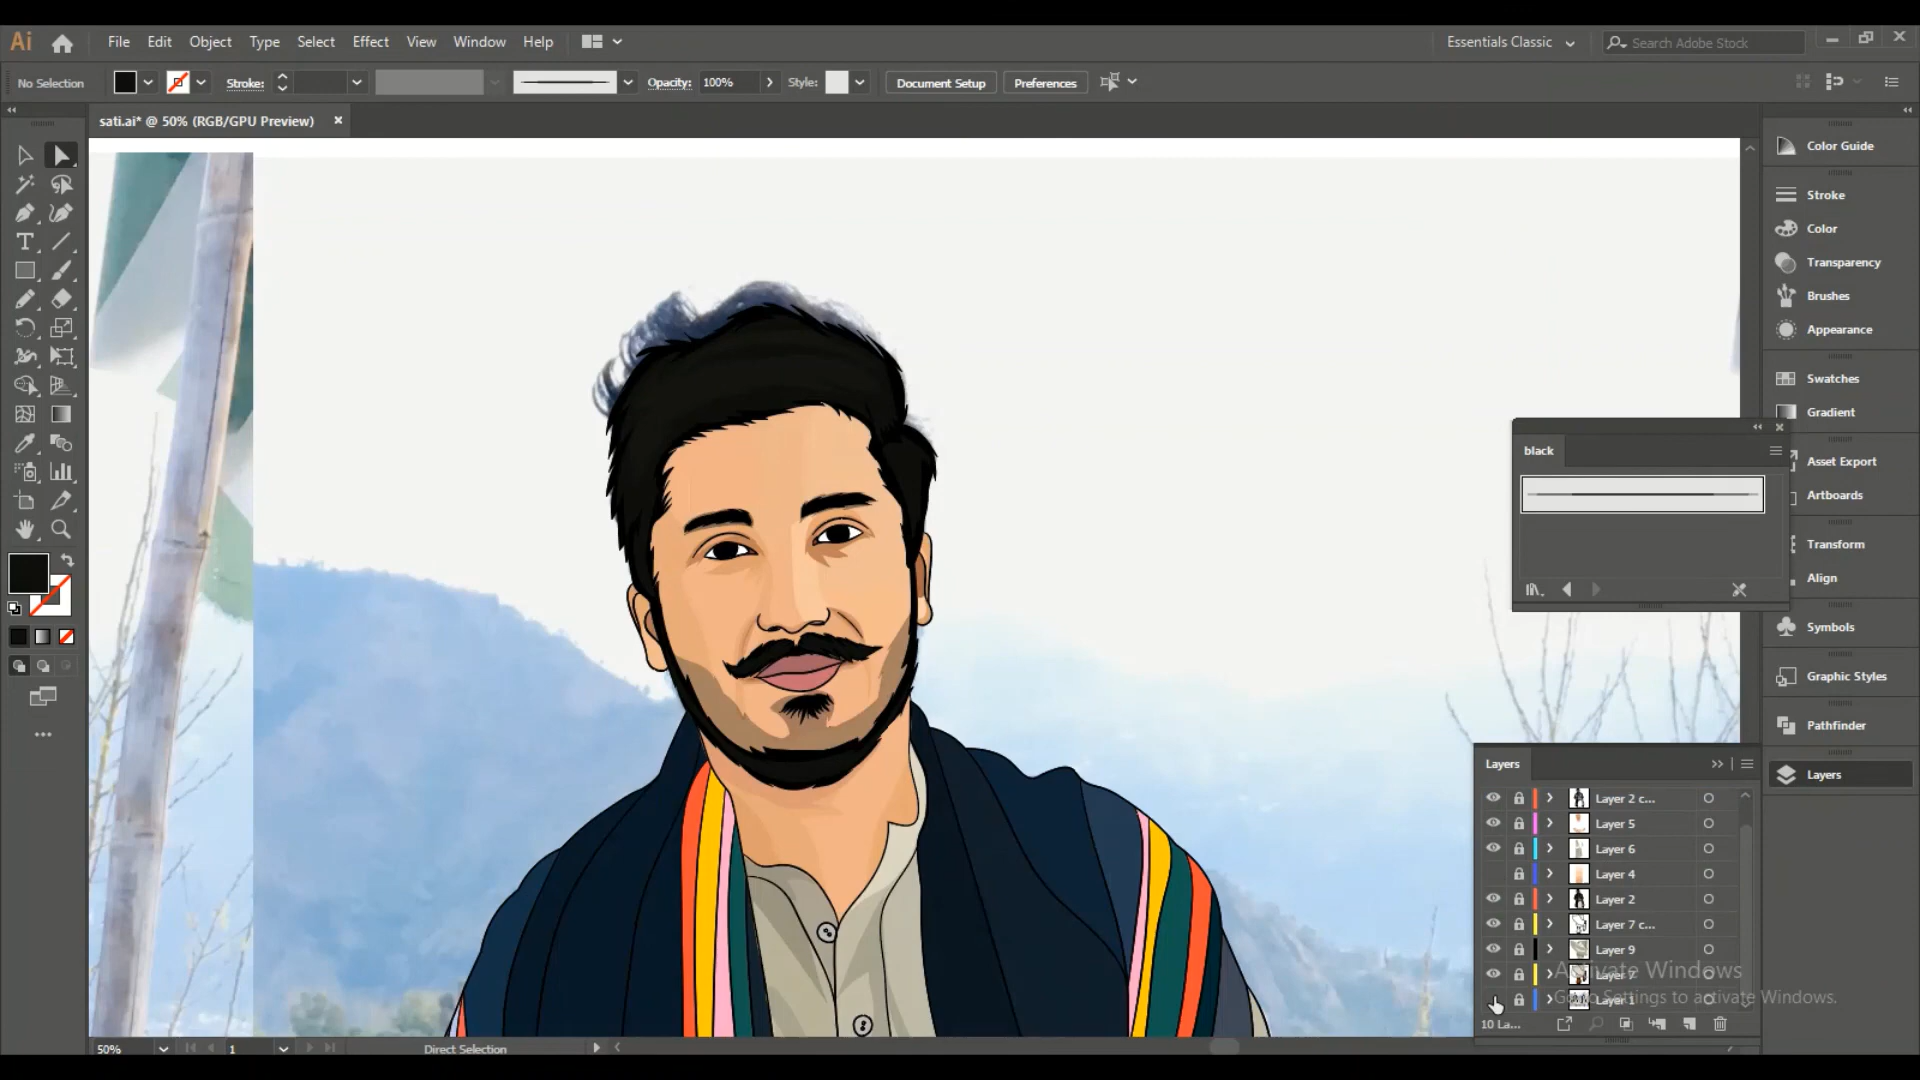 Ai File Edit Object Type Select Effect View Window Help Essentials Classic Search Adobe Stock
No Selection Stroke: Opacity: 100% Style: Document Setup Preferences
sati.ai* @ 50% (RGB/GPU Preview)
Color Guide
Stroke
Color
Transparency
Brushes
Appearance
Swatches
Gradient
black
Asset Export
Artboards
Transform
Align
Symbols
Graphic Styles
Pathfinder
Layers
Layers
Layer 2 c...
Layer 5
Layer 6
Layer 4
Layer 2
Layer 7 c...
Layer 9
Layer 7
Layer 1
Activate Windows
Go to Settings to activate Windows.
10 La...
50% 1 Direct Selection